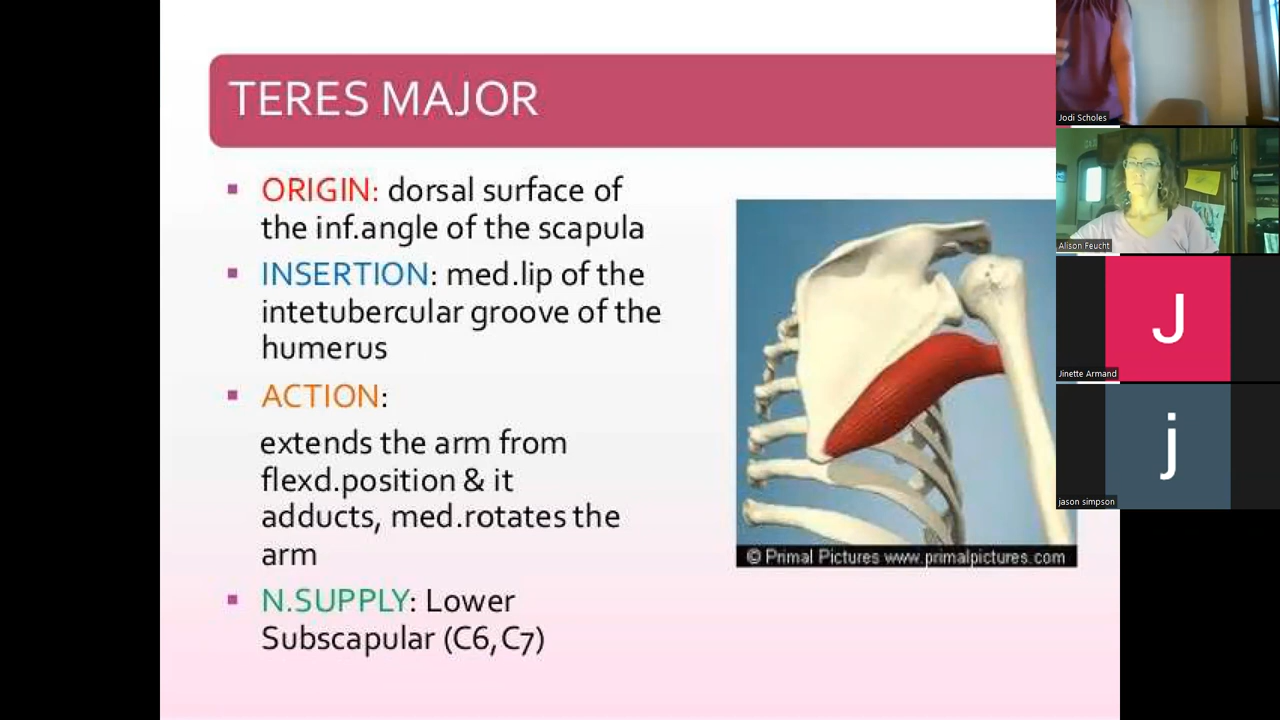 TERES MAJOR
ORIGIN: dorsal surface of
the inf.angle of the scapula
INSERTION: med.lip of the
intetubercular groove of the
humerus
ACTION:
extends the arm from
flexd.position & it
adducts, med.rotates the
arm
N.SUPPLY: Lower
Subscapular (C6,C7)
© Primal Pictures www.primalpictures.com
Jodi Scholes
Alison Feucht
J
Jinette Armand
j
jason simpson